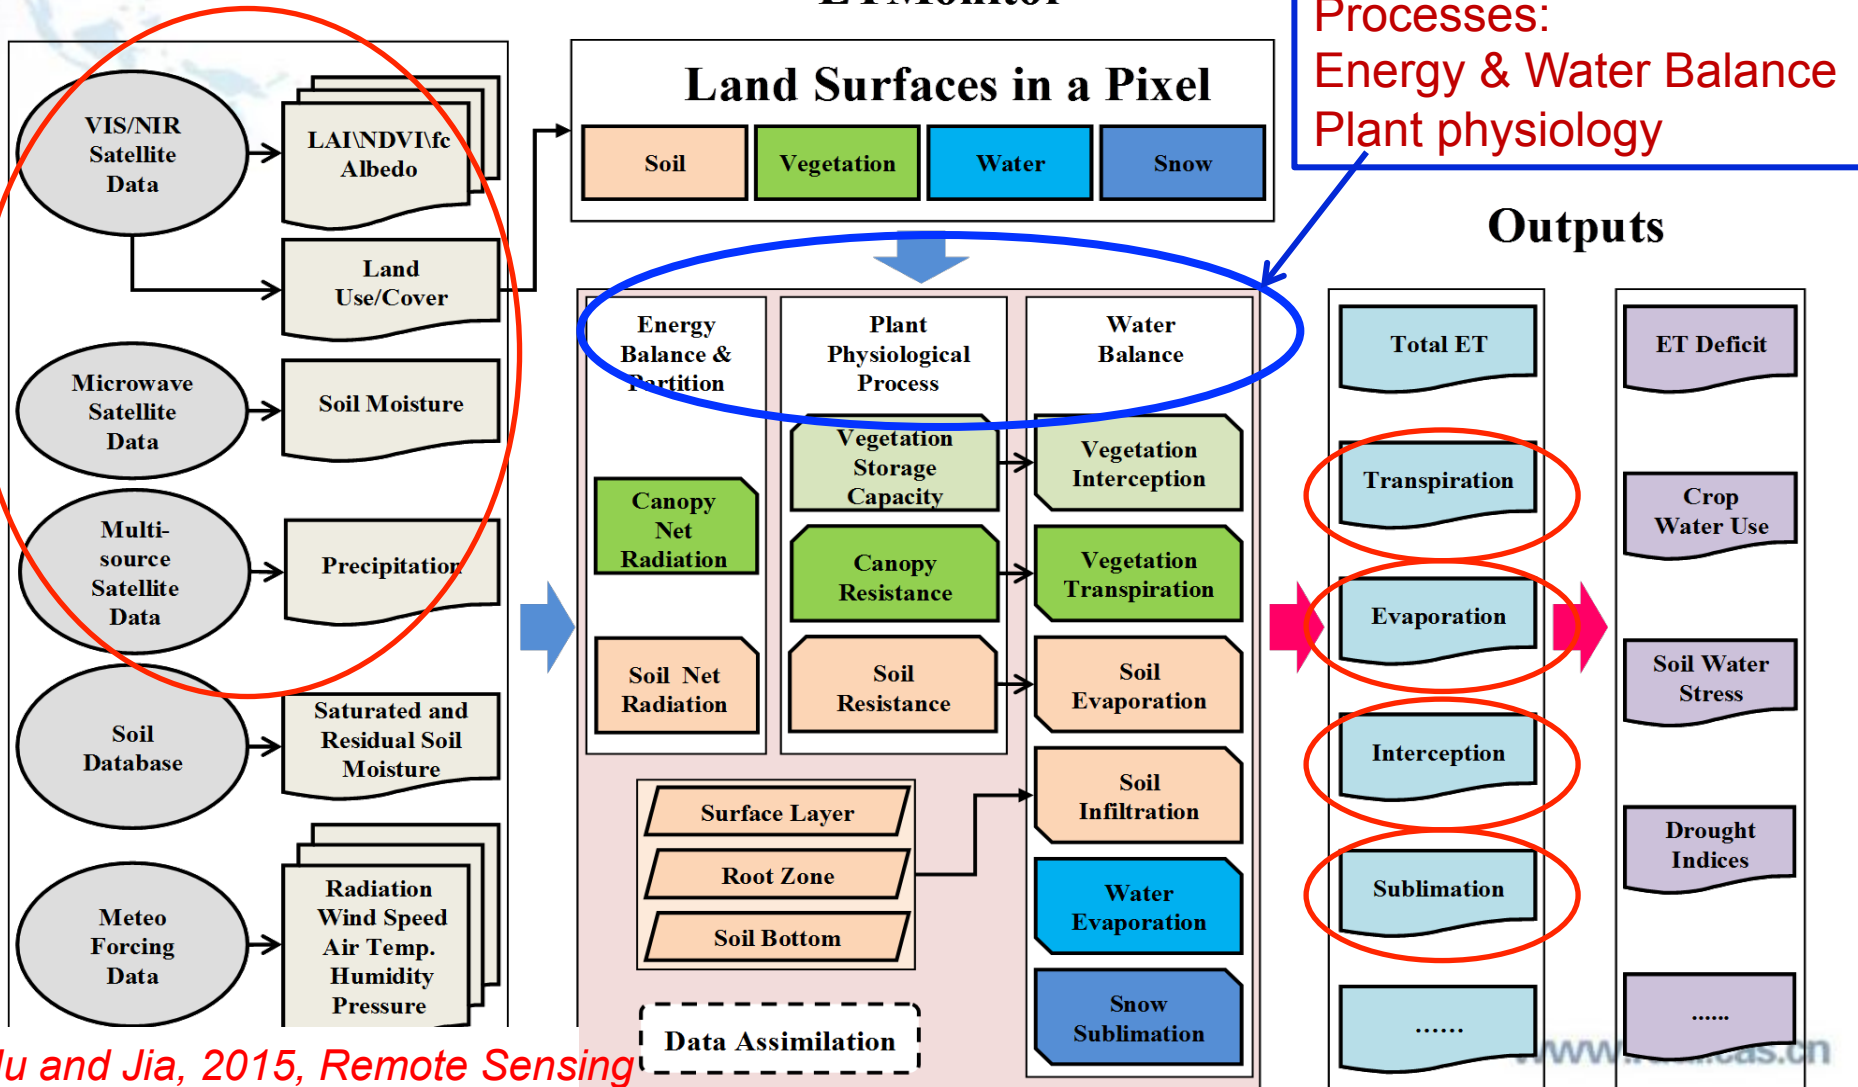 Processes:
Energy & Water Balance
Plant physiology
VIS/NIR
Satellite
Data
LAI\NDVI\fc
Albedo
Land
Use/Cover
Microwave
Satellite
Data
Soil Moisture
Multi-
source
Satellite
Data
Precipitation
Soil
Database
Saturated and
Residual Soil
Moisture
Meteo
Forcing
Data
Radiation
Wind Speed
Air Temp.
Humidity
Pressure
Land Surfaces in a Pixel
Soil
Vegetation
Water
Snow
Energy
Balance &
Partition
Plant
Physiological
Process
Water
Balance
Canopy
Net
Radiation
Soil Net
Radiation
Vegetation
Storage
Capacity
Canopy
Resistance
Soil
Resistance
Vegetation
Interception
Vegetation
Transpiration
Soil
Evaporation
Soil
Infiltration
Water
Evaporation
Snow
Sublimation
Surface Layer
Root Zone
Soil Bottom
Data Assimilation
Outputs
Total ET
Transpiration
Evaporation
Interception
Sublimation
......
ET Deficit
Crop
Water Use
Soil Water
Stress
Drought
Indices
......
and Jia, 2015, Remote Sensing